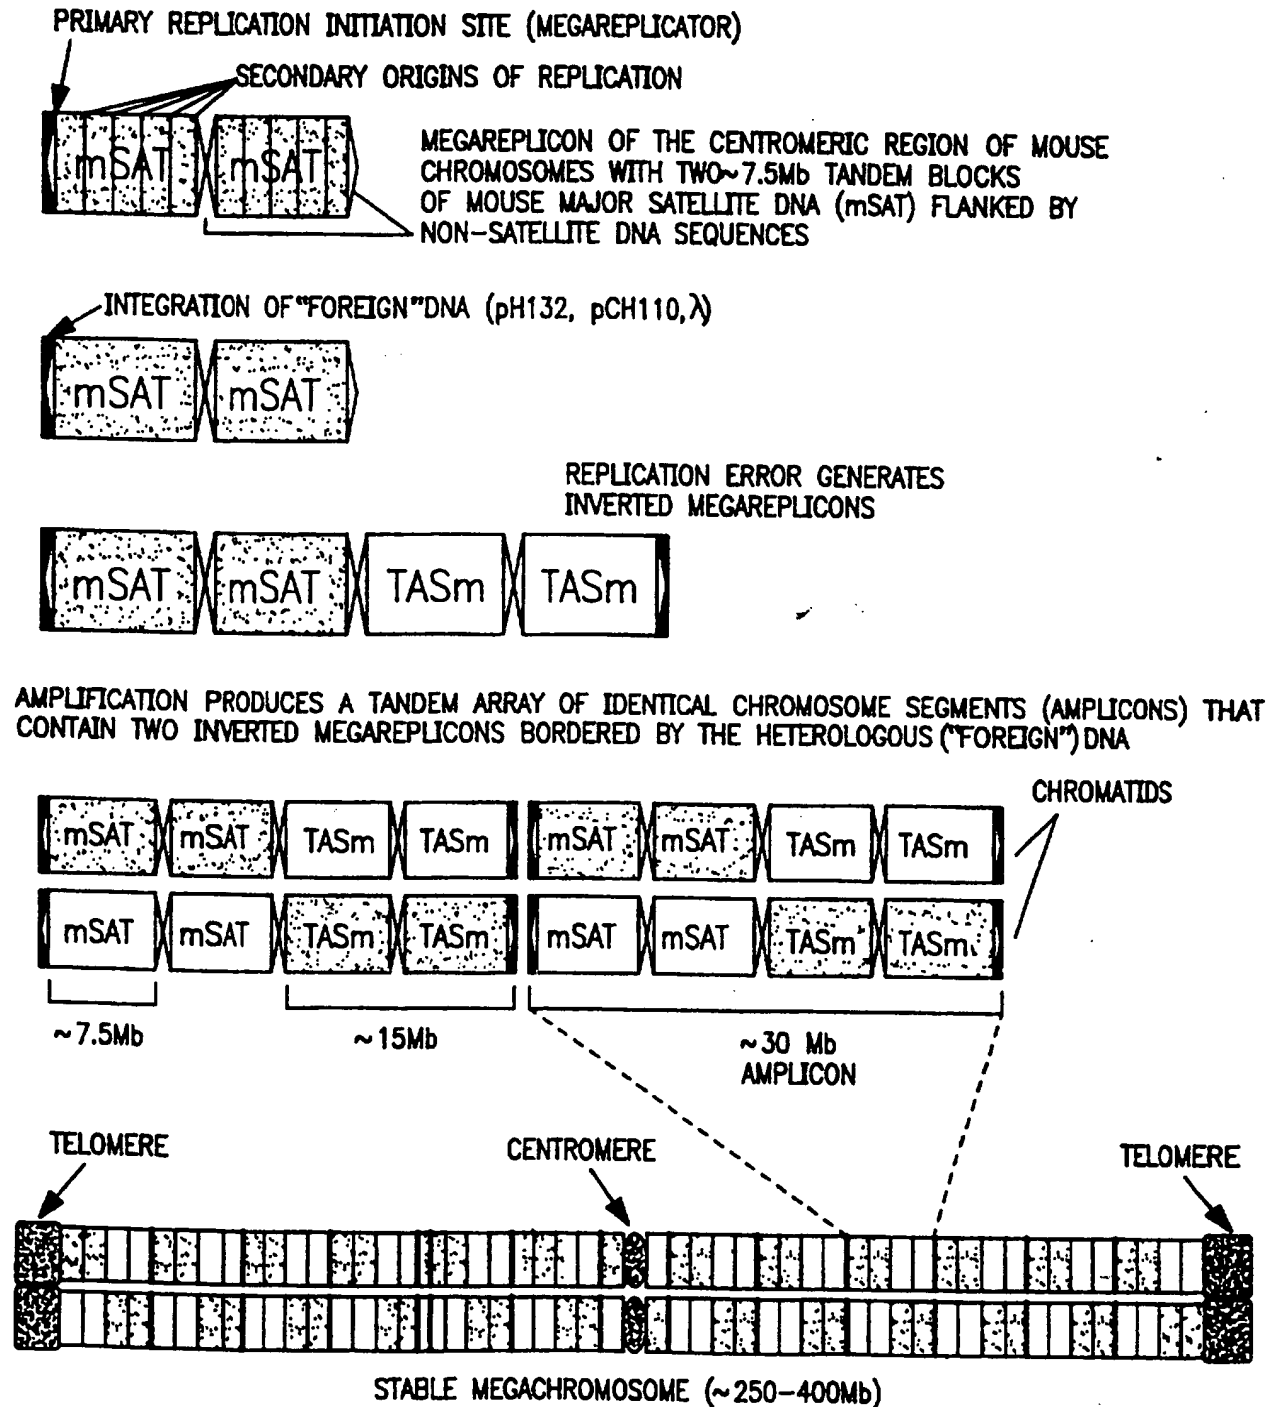 PRIMARY REPLICATION INITIATION SITE (MEGAREPLICATOR)
SECONDARY ORIGINS OF REPLICATION
mSAT mSAT
MEGAREPLICON OF THE CENTROMERIC REGION OF MOUSE
CHROMOSOMES WITH TWO~7.5Mb TANDEM BLOCKS
OF MOUSE MAJOR SATELLITE DNA (mSAT) FLANKED BY
NON-SATELLITE DNA SEQUENCES
INTEGRATION OF "FOREIGN" DNA (pH132, pCH110, λ)
mSAT mSAT
REPLICATION ERROR GENERATES
INVERTED MEGAREPLICONS
mSAT mSAT TASm TASm
AMPLIFICATION PRODUCES A TANDEM ARRAY OF IDENTICAL CHROMOSOME SEGMENTS (AMPLICONS) THAT
CONTAIN TWO INVERTED MEGAREPLICONS BORDERED BY THE HETEROLOGOUS ("FOREIGN") DNA
CHROMATIDS
mSAT mSAT TASm TASm mSAT mSAT TASm TASm
mSAT mSAT TASm TASm mSAT mSAT TASm TASm
~7.5Mb ~15Mb ~30 Mb
AMPLICON
TELOMERE CENTROMERE TELOMERE
STABLE MEGACHROMOSOME (~250-400Mb)